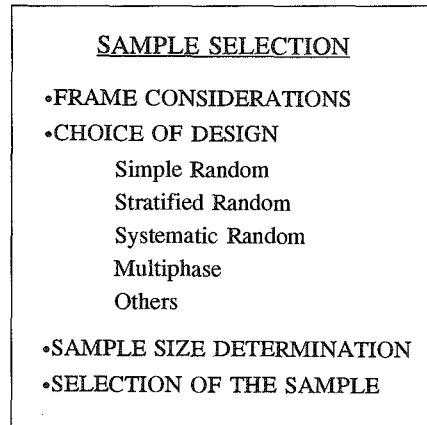 SAMPLE SELECTION
•FRAME CONSIDERATIONS
•CHOICE OF DESIGN
Simple Random
Stratified Random
Systematic Random
Multiphase
Others
•SAMPLE SIZE DETERMINATION
•SELECTION OF THE SAMPLE